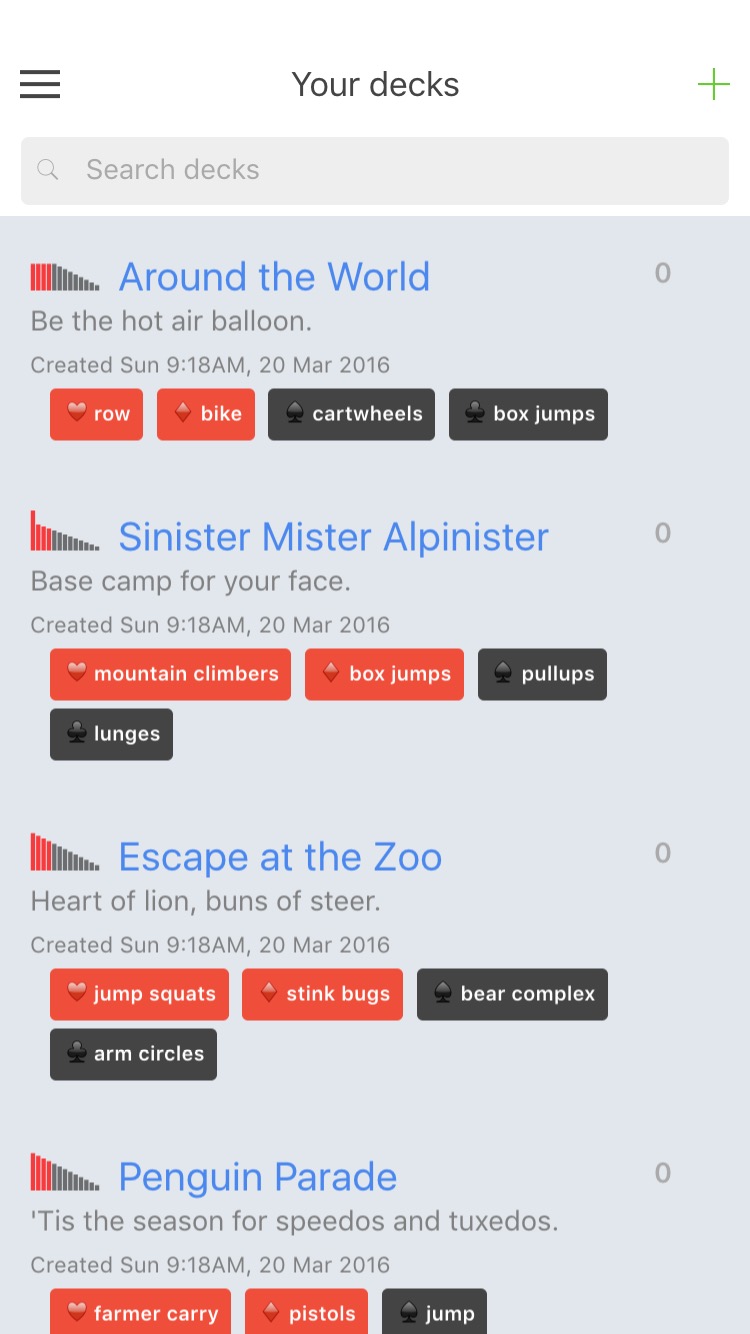 Your decks
Search decks
Around the World 0
Be the hot air balloon.
Created Sun 9:18AM, 20 Mar 2016
row bike cartwheels box jumps
Sinister Mister Alpinister 0
Base camp for your face.
Created Sun 9:18AM, 20 Mar 2016
mountain climbers box jumps pullups
lunges
Escape at the Zoo 0
Heart of lion, buns of steer.
Created Sun 9:18AM, 20 Mar 2016
jump squats stink bugs bear complex
arm circles
Penguin Parade 0
'Tis the season for speedos and tuxedos.
Created Sun 9:18AM, 20 Mar 2016
farmer carry pistols jump